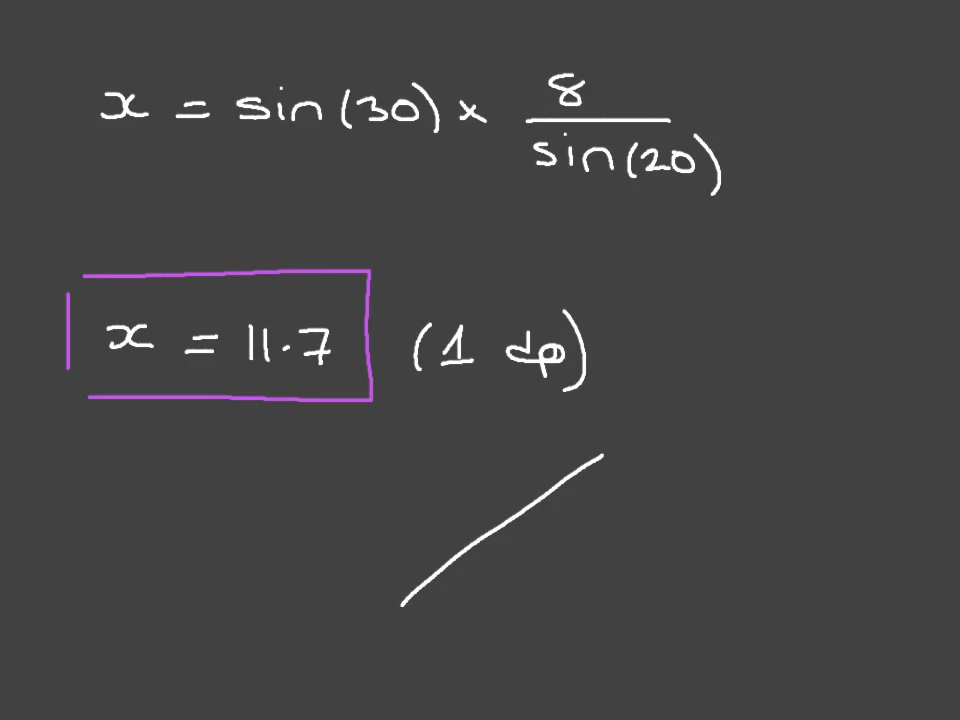 x = sin(30) × 8/sin(20)
x = 11.7 (1 dp)